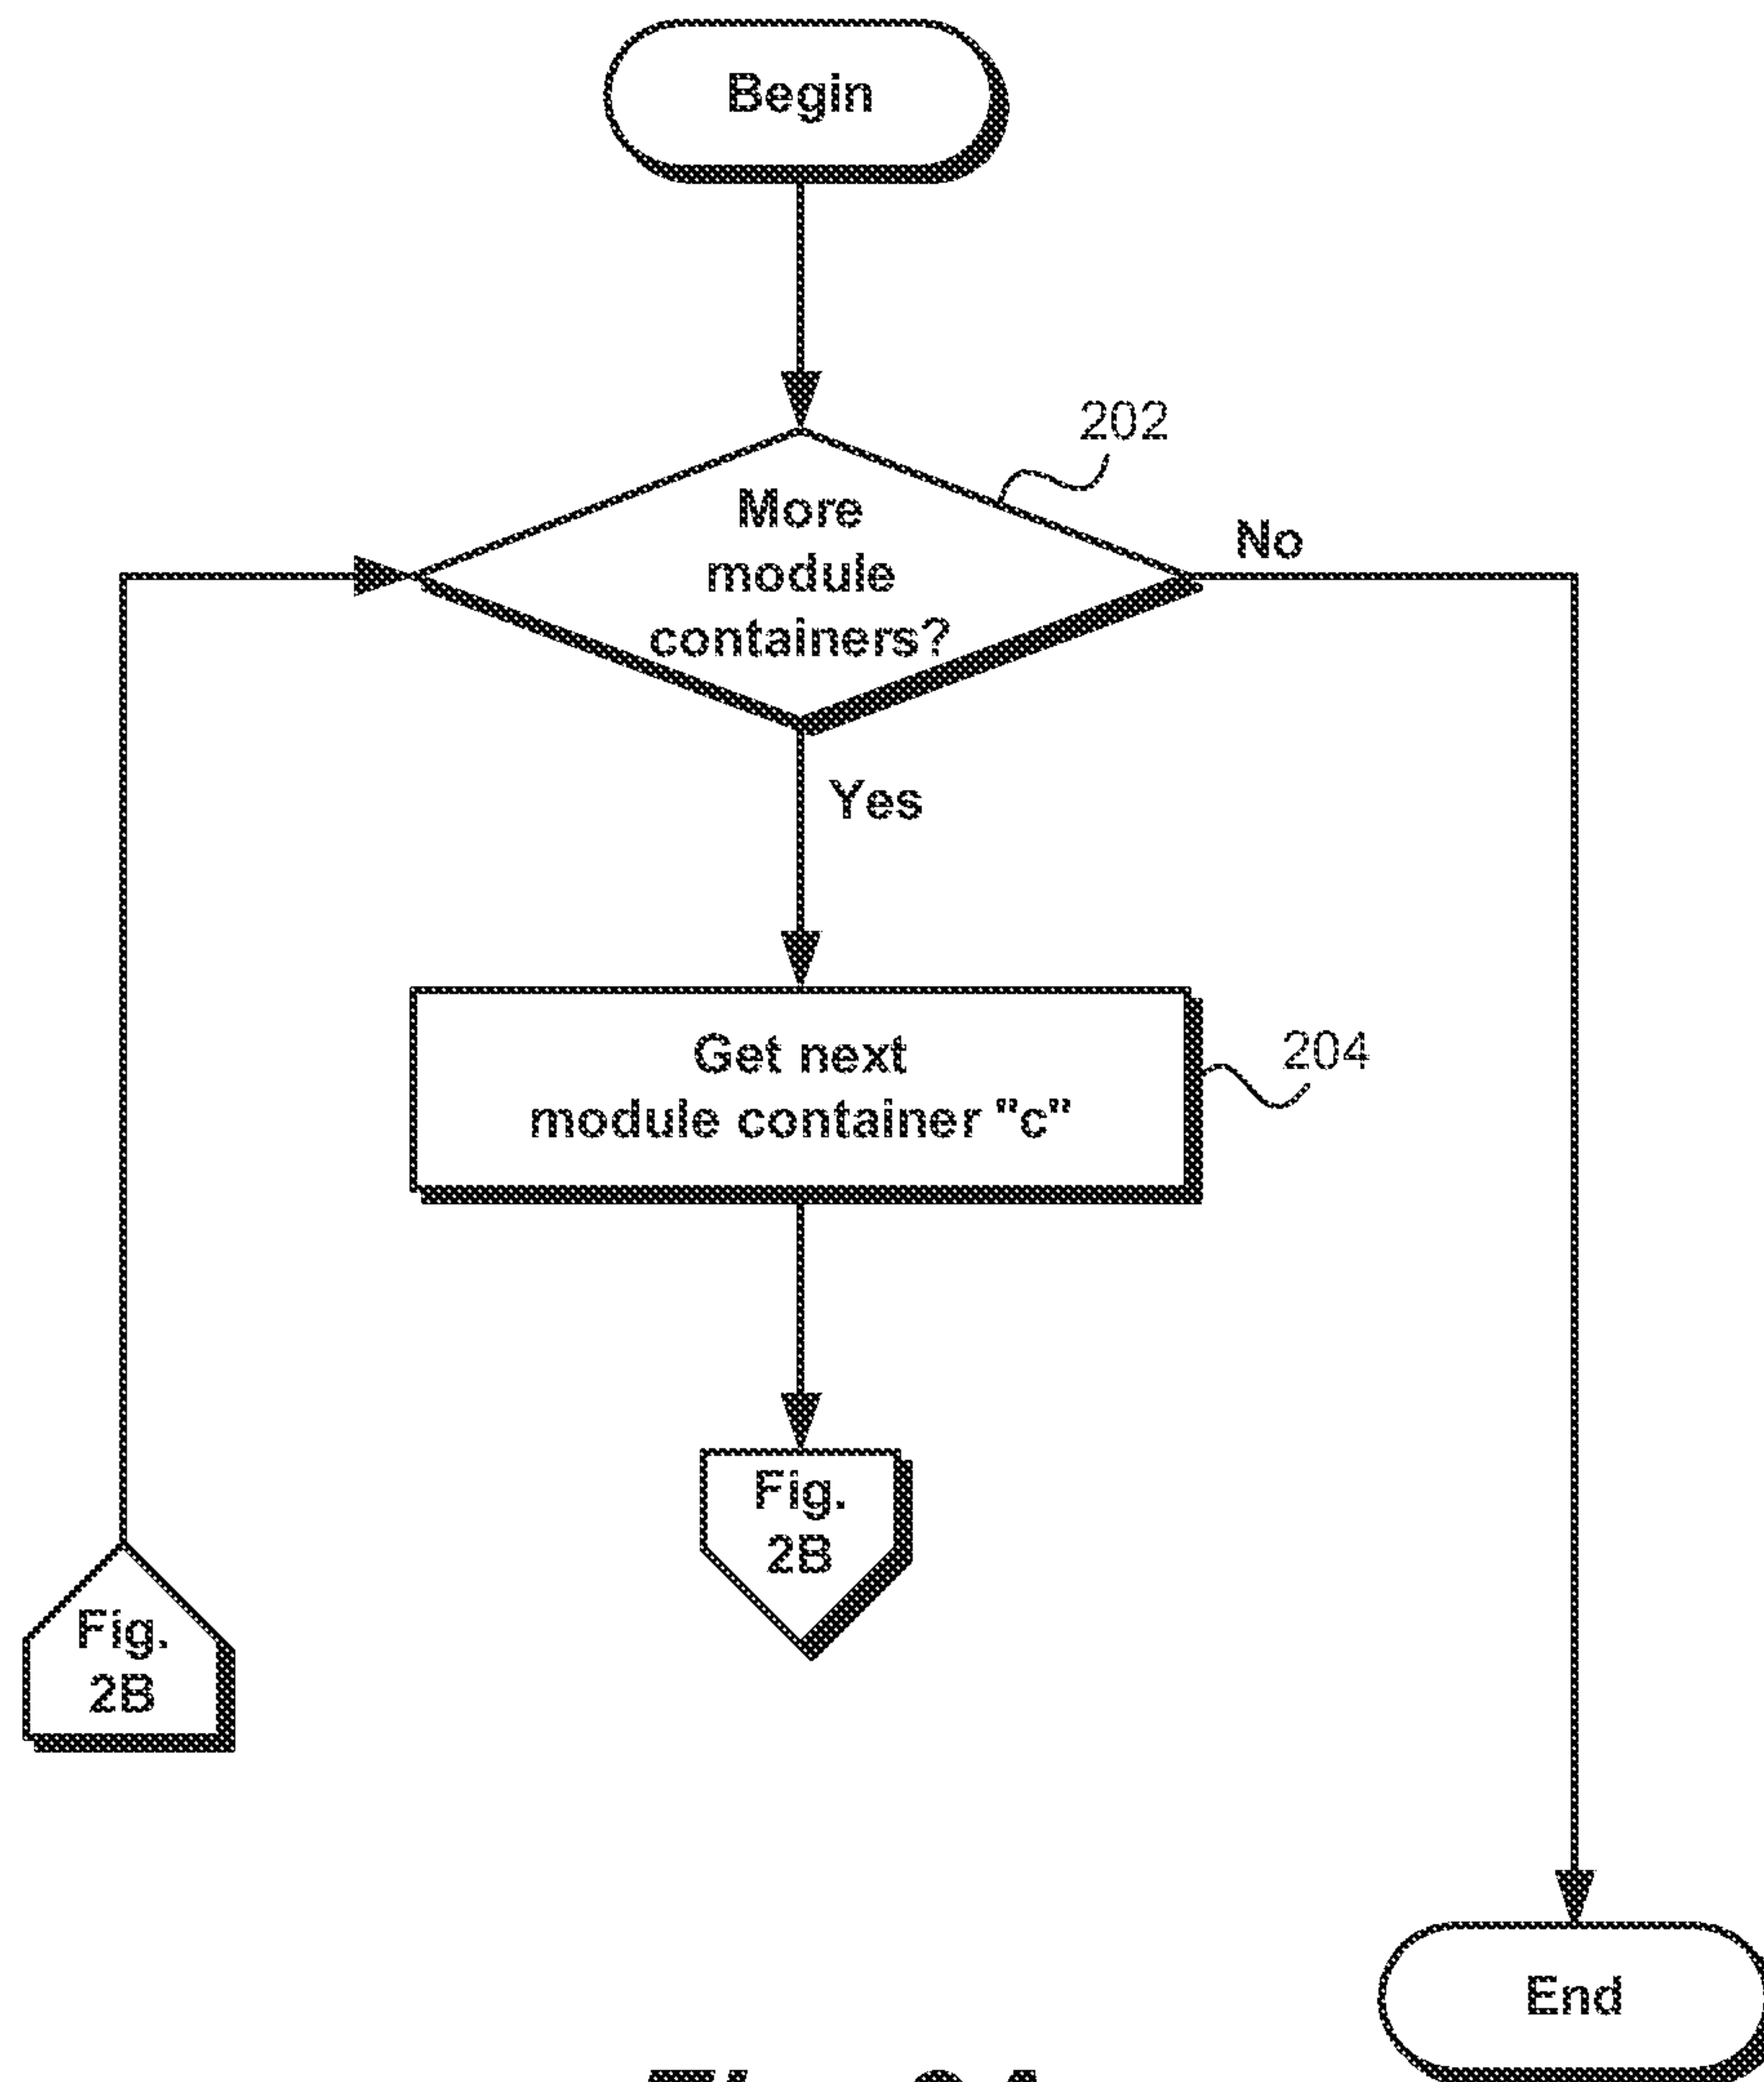 Begin
202
More
module
containers?
No
Yes
Get next
module container "c"
204
Fig.
2B
Fig.
2B
End